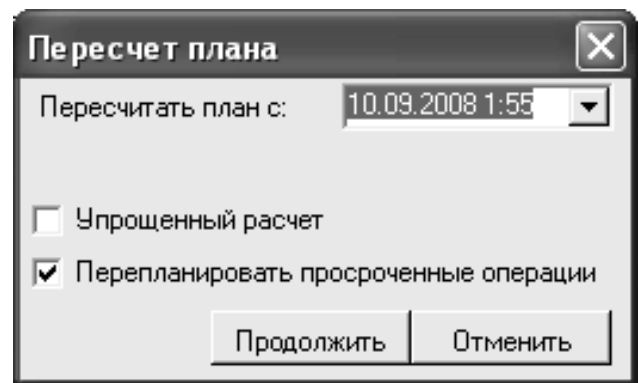 Пересчет плана
Пересчитать план с: 10.09.2008 1:55
Упрощенный расчет
Перепланировать просроченные операции
Продолжить Отменить